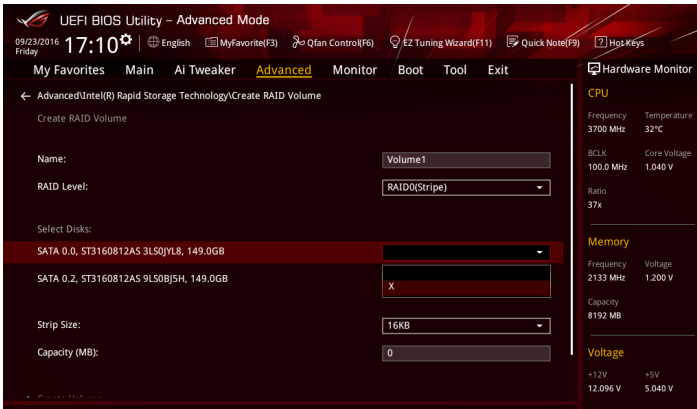 UEFI BIOS Utility – Advanced Mode
09/23/2016 Friday 17:10 English MyFavorite(F3) Qfan Control(F6) EZ Tuning Wizard(F11) Quick Note(F9) Hot Keys
My Favorites Main Ai Tweaker Advanced Monitor Boot Tool Exit
Advanced\Intel(R) Rapid Storage Technology\Create RAID Volume
Create RAID Volume
Name: Volume1
RAID Level: RAID0(Stripe)
Select Disks:
SATA 0.0, ST3160812AS 3LS0JYL8, 149.0GB
SATA 0.2, ST3160812AS 9LS0BJ5H, 149.0GB
X
Strip Size: 16KB
Capacity (MB): 0
Create Volume
Hardware Monitor
CPU
Frequency Temperature
3700 MHz 32°C
BCLK Core Voltage
100.0 MHz 1.040 V
Ratio
37x
Memory
Frequency Voltage
2133 MHz 1.200 V
Capacity
8192 MB
Voltage
+12V +5V
12.096 V 5.040 V